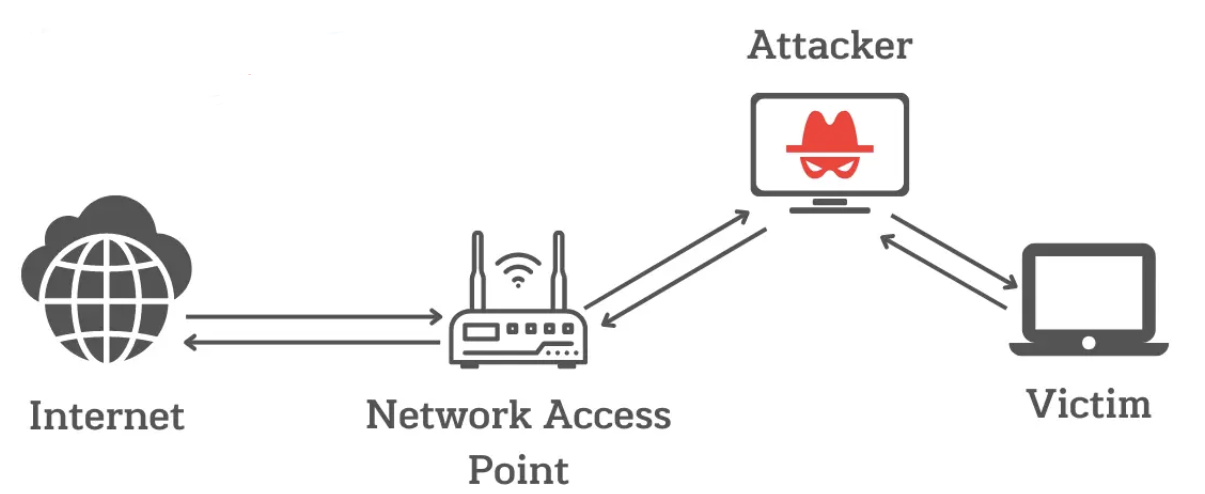 Attacker
Internet
Network Access
Point
Victim